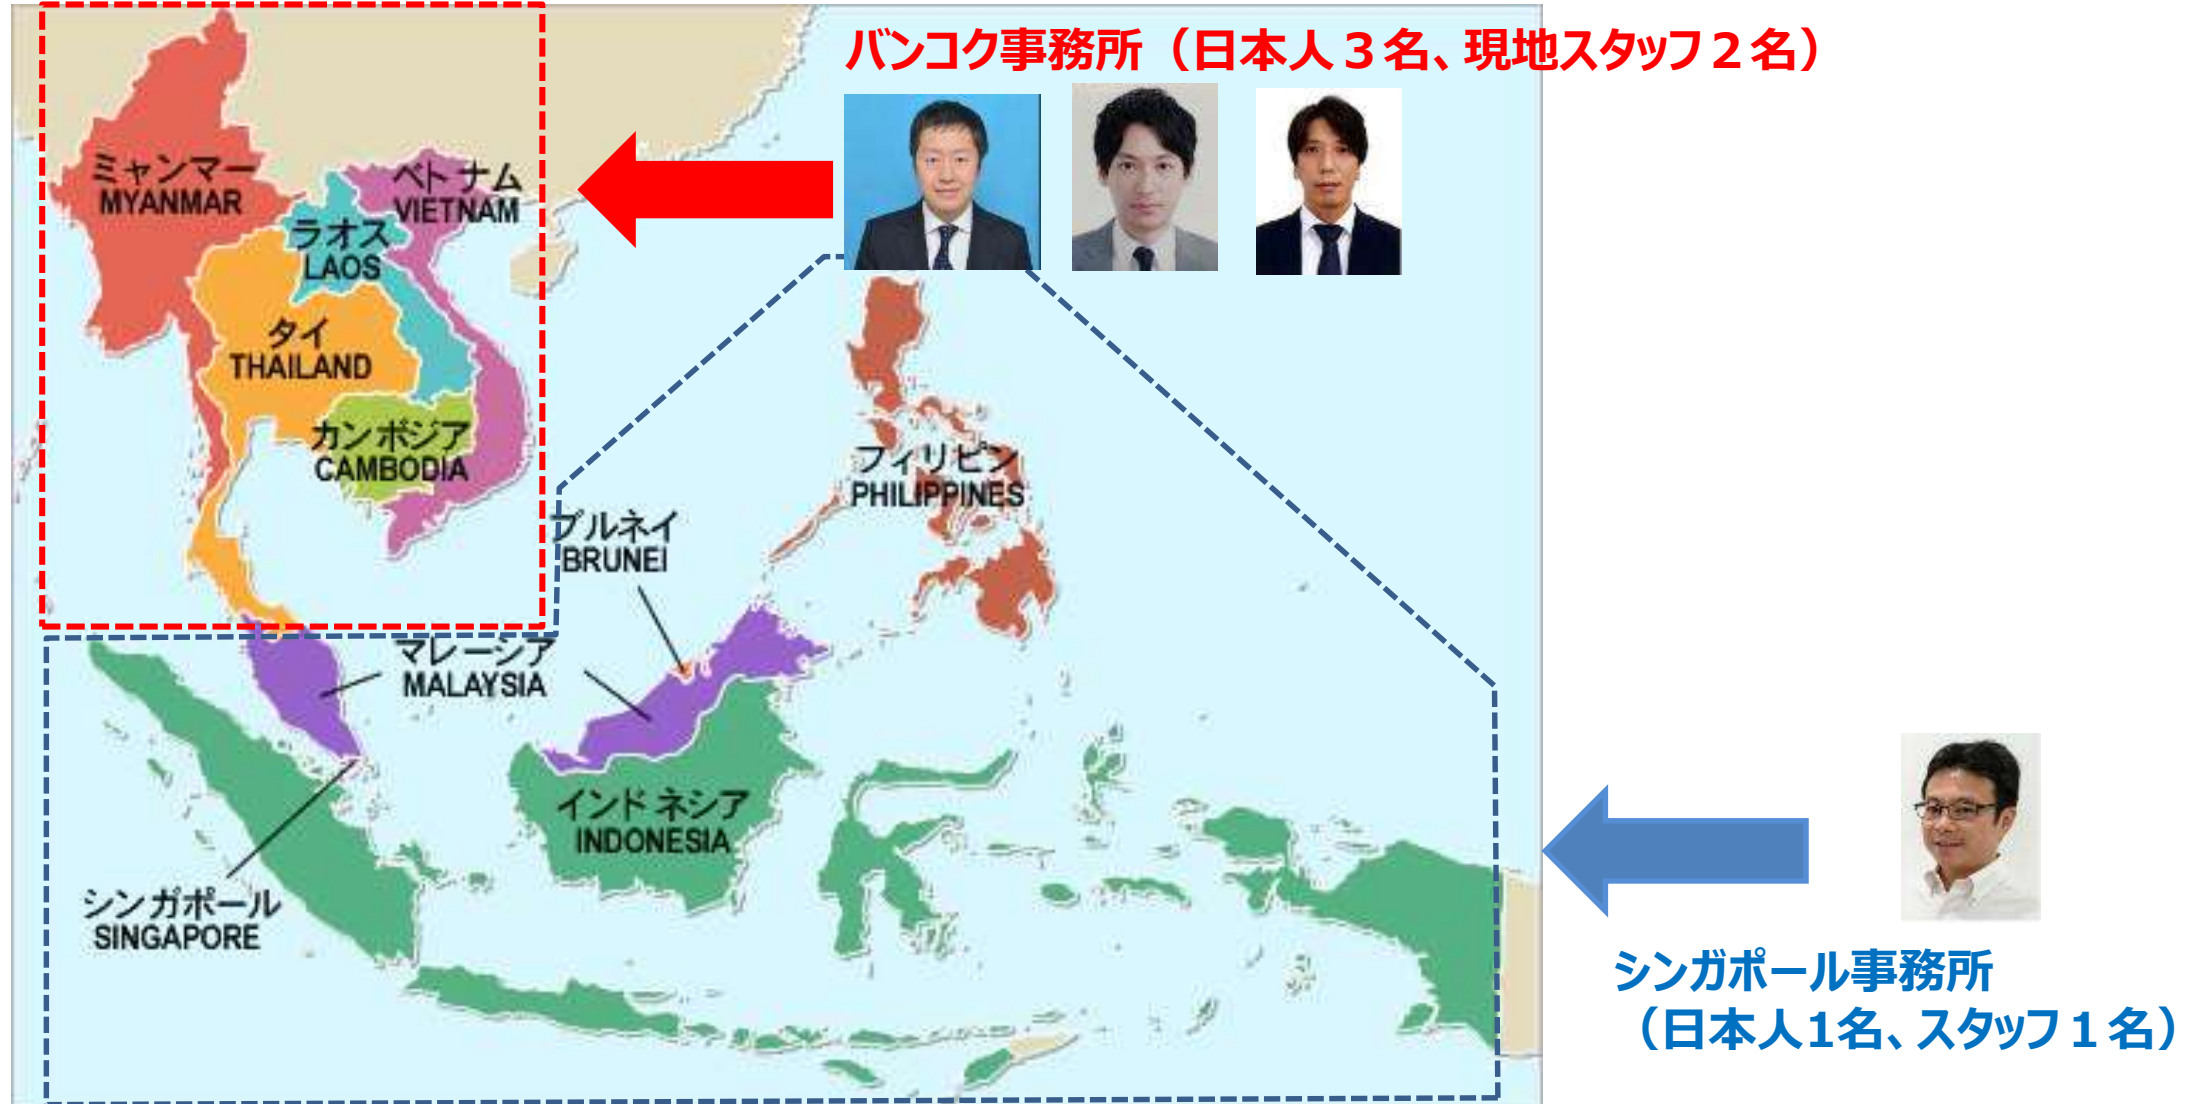 バンコク事務所（日本人３名、現地スタッフ２名）
ミャンマー
MYANMAR
ベトナム
VIETNAM
ラオス
LAOS
タイ
THAILAND
カンボジア
CAMBODIA
フィリピン
PHILIPPINES
ブルネイ
BRUNEI
マレーシア
MALAYSIA
インドネシア
INDONESIA
シンガポール
SINGAPORE
シンガポール事務所
（日本人1名、スタッフ１名）